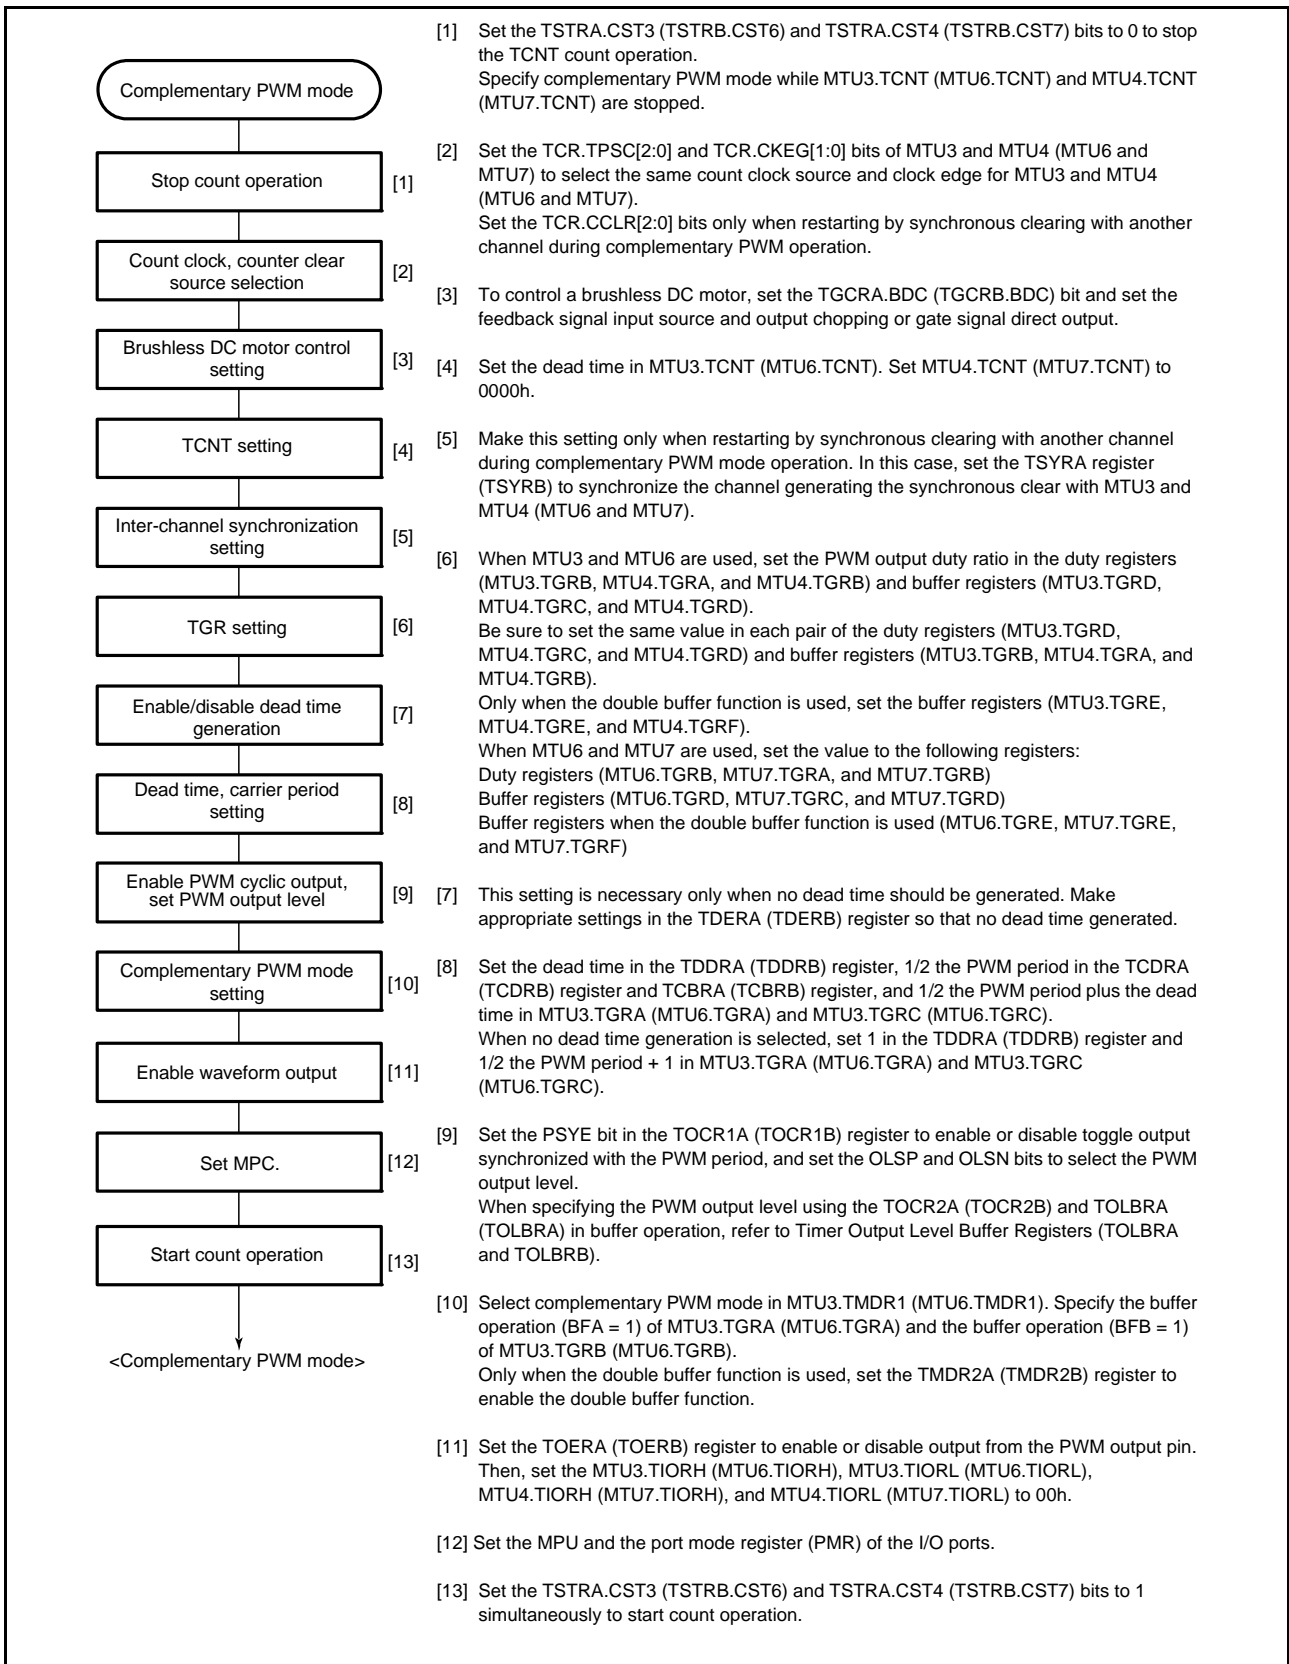 Complementary PWM mode
Stop count operation
[1]
Count clock, counter clear
source selection
[2]
Brushless DC motor control
setting
[3]
TCNT setting
[4]
Inter-channel synchronization
setting
[5]
TGR setting
[6]
Enable/disable dead time
generation
[7]
Dead time, carrier period
setting
[8]
Enable PWM cyclic output,
set PWM output level
[9]
Complementary PWM mode
setting
[10]
Enable waveform output
[11]
Set MPC.
[12]
Start count operation
[13]
<Complementary PWM mode>
[1] Set the TSTRA.CST3 (TSTRB.CST6) and TSTRA.CST4 (TSTRB.CST7) bits to 0 to stop
the TCNT count operation.
Specify complementary PWM mode while MTU3.TCNT (MTU6.TCNT) and MTU4.TCNT
(MTU7.TCNT) are stopped.
[2] Set the TCR.TPSC[2:0] and TCR.CKEG[1:0] bits of MTU3 and MTU4 (MTU6 and
MTU7) to select the same count clock source and clock edge for MTU3 and MTU4
(MTU6 and MTU7).
Set the TCR.CCLR[2:0] bits only when restarting by synchronous clearing with another
channel during complementary PWM operation.
[3] To control a brushless DC motor, set the TGCRA.BDC (TGCRB.BDC) bit and set the
feedback signal input source and output chopping or gate signal direct output.
[4] Set the dead time in MTU3.TCNT (MTU6.TCNT). Set MTU4.TCNT (MTU7.TCNT) to
0000h.
[5] Make this setting only when restarting by synchronous clearing with another channel
during complementary PWM mode operation. In this case, set the TSYRA register
(TSYRB) to synchronize the channel generating the synchronous clear with MTU3 and
MTU4 (MTU6 and MTU7).
[6] When MTU3 and MTU6 are used, set the PWM output duty ratio in the duty registers
(MTU3.TGRB, MTU4.TGRA, and MTU4.TGRB) and buffer registers (MTU3.TGRD,
MTU4.TGRC, and MTU4.TGRD).
Be sure to set the same value in each pair of the duty registers (MTU3.TGRD,
MTU4.TGRC, and MTU4.TGRD) and buffer registers (MTU3.TGRB, MTU4.TGRA, and
MTU4.TGRB).
Only when the double buffer function is used, set the buffer registers (MTU3.TGRE,
MTU4.TGRE, and MTU4.TGRF).
When MTU6 and MTU7 are used, set the value to the following registers:
Duty registers (MTU6.TGRB, MTU7.TGRA, and MTU7.TGRB)
Buffer registers (MTU6.TGRD, MTU7.TGRC, and MTU7.TGRD)
Buffer registers when the double buffer function is used (MTU6.TGRE, MTU7.TGRE,
and MTU7.TGRF)
[7] This setting is necessary only when no dead time should be generated. Make
appropriate settings in the TDERA (TDERB) register so that no dead time generated.
[8] Set the dead time in the TDDRA (TDDRB) register, 1/2 the PWM period in the TCDRA
(TCDRB) register and TCBRA (TCBRB) register, and 1/2 the PWM period plus the dead
time in MTU3.TGRA (MTU6.TGRA) and MTU3.TGRC (MTU6.TGRC).
When no dead time generation is selected, set 1 in the TDDRA (TDDRB) register and
1/2 the PWM period + 1 in MTU3.TGRA (MTU6.TGRA) and MTU3.TGRC
(MTU6.TGRC).
[9] Set the PSYE bit in the TOCR1A (TOCR1B) register to enable or disable toggle output
synchronized with the PWM period, and set the OLSP and OLSN bits to select the PWM
output level.
When specifying the PWM output level using the TOCR2A (TOCR2B) and TOLBRA
(TOLBRA) in buffer operation, refer to Timer Output Level Buffer Registers (TOLBRA
and TOLBRB).
[10] Select complementary PWM mode in MTU3.TMDR1 (MTU6.TMDR1). Specify the buffer
operation (BFA = 1) of MTU3.TGRA (MTU6.TGRA) and the buffer operation (BFB = 1)
of MTU3.TGRB (MTU6.TGRB).
Only when the double buffer function is used, set the TMDR2A (TMDR2B) register to
enable the double buffer function.
[11] Set the TOERA (TOERB) register to enable or disable output from the PWM output pin.
Then, set the MTU3.TIORH (MTU6.TIORH), MTU3.TIORL (MTU6.TIORL),
MTU4.TIORH (MTU7.TIORH), and MTU4.TIORL (MTU7.TIORL) to 00h.
[12] Set the MPU and the port mode register (PMR) of the I/O ports.
[13] Set the TSTRA.CST3 (TSTRB.CST6) and TSTRA.CST4 (TSTRB.CST7) bits to 1
simultaneously to start count operation.